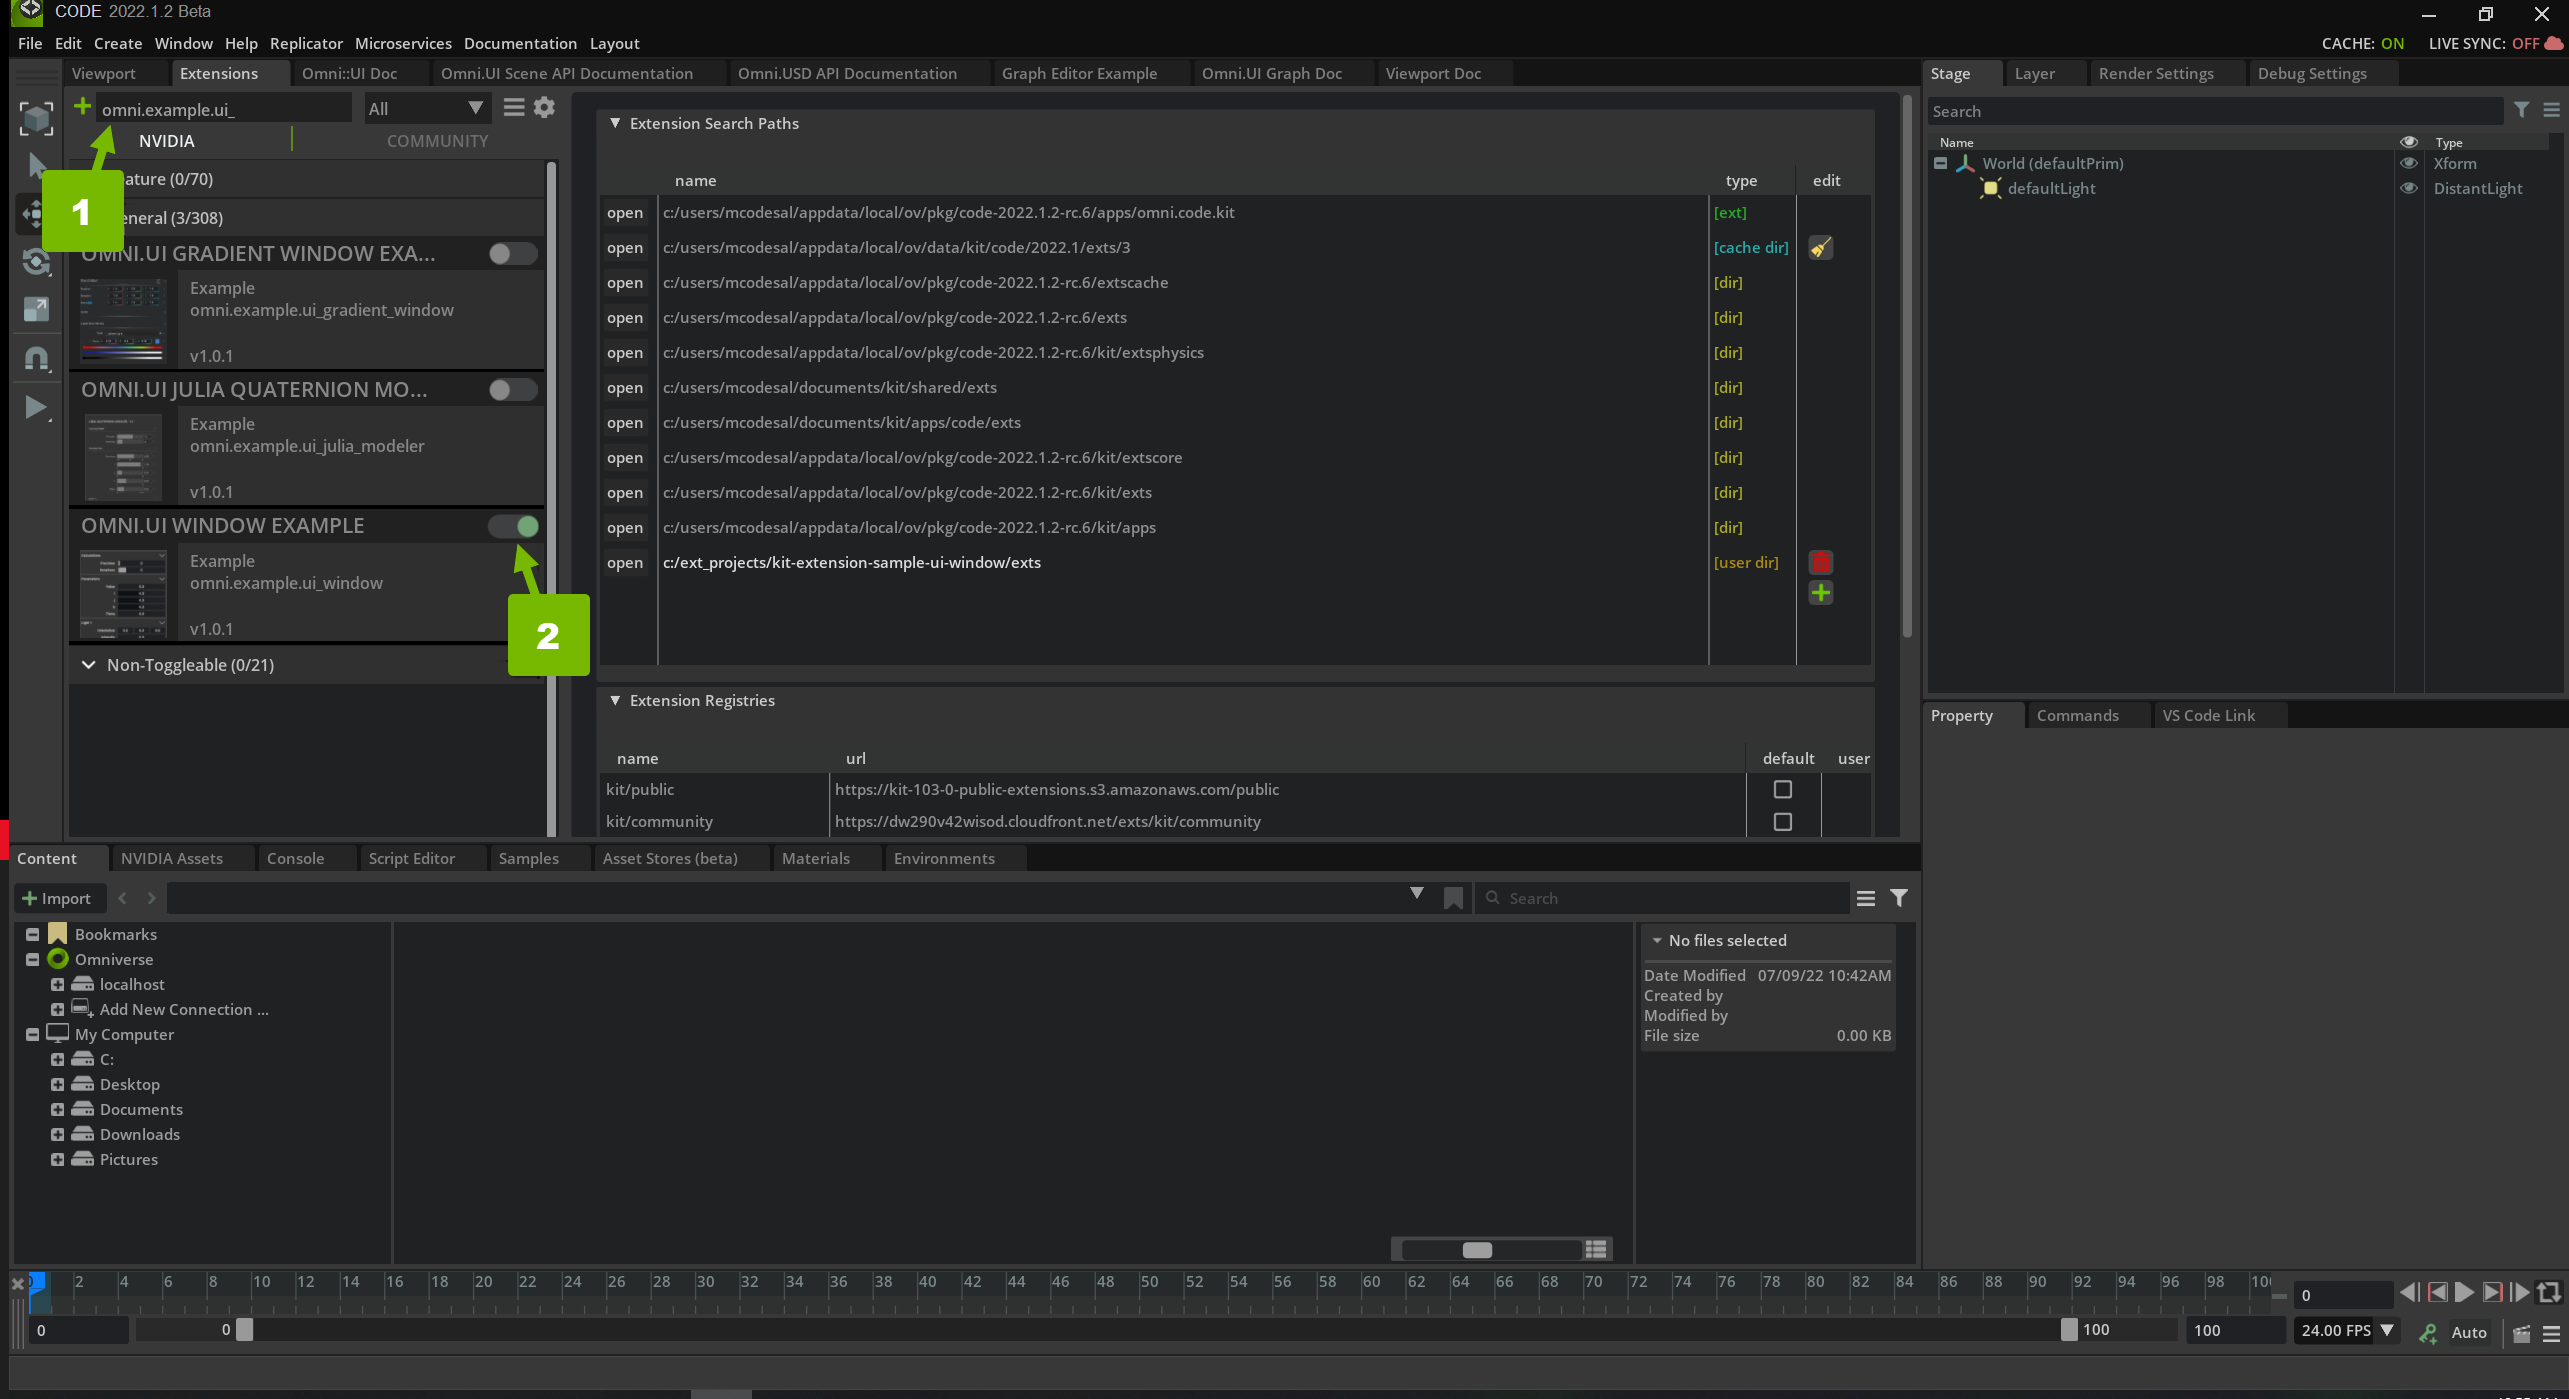 CODE 2022.1.2 Beta
File Edit Create Window Help Replicator Microservices Documentation Layout
CACHE: ON LIVE SYNC: OFF
Viewport Extensions Omni::UI Doc Omni.UI Scene API Documentation Omni.USD API Documentation Graph Editor Example Omni.UI Graph Doc Viewport Doc
omni.example.ui_ All
NVIDIA COMMUNITY
ature (0/70)
eneral (3/308)
1
OMNI.UI GRADIENT WINDOW EXA...
Example
omni.example.ui_gradient_window
v1.0.1
OMNI.UI JULIA QUATERNION MO...
Example
omni.example.ui_julia_modeler
v1.0.1
OMNI.UI WINDOW EXAMPLE
Example
omni.example.ui_window
v1.0.1
2
Non-Toggleable (0/21)
Extension Search Paths
name type edit
open c:/users/mcodesal/appdata/local/ov/pkg/code-2022.1.2-rc.6/apps/omni.code.kit [ext]
open c:/users/mcodesal/appdata/local/ov/data/kit/code/2022.1/exts/3 [cache dir]
open c:/users/mcodesal/appdata/local/ov/pkg/code-2022.1.2-rc.6/extscache [dir]
open c:/users/mcodesal/appdata/local/ov/pkg/code-2022.1.2-rc.6/exts [dir]
open c:/users/mcodesal/appdata/local/ov/pkg/code-2022.1.2-rc.6/kit/extsphysics [dir]
open c:/users/mcodesal/documents/kit/shared/exts [dir]
open c:/users/mcodesal/documents/kit/apps/code/exts [dir]
open c:/users/mcodesal/appdata/local/ov/pkg/code-2022.1.2-rc.6/kit/extscore [dir]
open c:/users/mcodesal/appdata/local/ov/pkg/code-2022.1.2-rc.6/kit/exts [dir]
open c:/users/mcodesal/appdata/local/ov/pkg/code-2022.1.2-rc.6/kit/apps [dir]
open c:/ext_projects/kit-extension-sample-ui-window/exts [user dir]
Extension Registries
name url default user
kit/public https://kit-103-0-public-extensions.s3.amazonaws.com/public
kit/community https://dw290v42wisod.cloudfront.net/exts/kit/community
Stage Layer Render Settings Debug Settings
Search
Name Type
World (defaultPrim) Xform
defaultLight DistantLight
Property Commands VS Code Link
Content NVIDIA Assets Console Script Editor Samples Asset Stores (beta) Materials Environments
Import Search
Bookmarks
Omniverse
localhost
Add New Connection ...
My Computer
C:
Desktop
Documents
Downloads
Pictures
No files selected
Date Modified 07/09/22 10:42AM
Created by
Modified by
File size 0.00 KB
0 2 4 6 8 10 12 14 16 18 20 22 24 26 28 30 32 34 36 38 40 42 44 46 48 50 52 54 56 58 60 62 64 66 68 70 72 74 76 78 80 82 84 86 88 90 92 94 96 98 100 0
0 0 100 100 24.00 FPS Auto